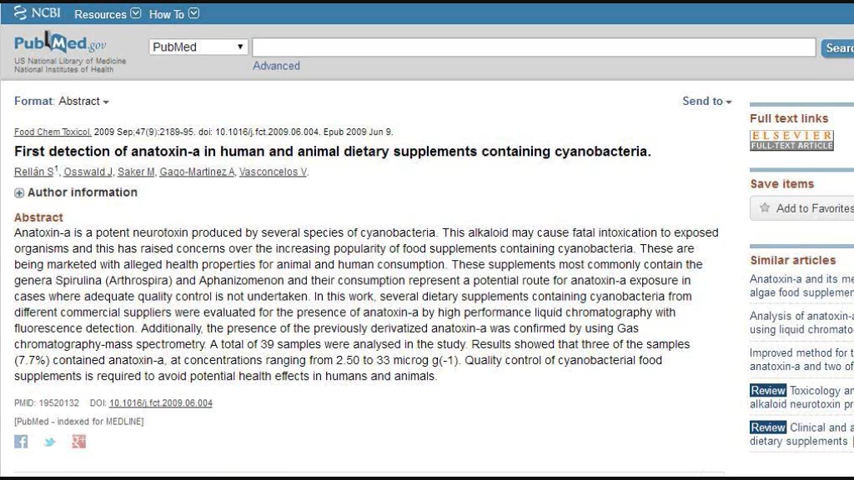 NCBI Resources How To
PubMed.gov
US National Library of Medicine
National Institutes of Health
PubMed
Advanced
Format: Abstract
Send to
Food Chem Toxicol. 2009 Sep;47(9):2189-95. doi: 10.1016/j.fct.2009.06.004. Epub 2009 Jun 9.
First detection of anatoxin-a in human and animal dietary supplements containing cyanobacteria.
Rellán S1, Osswald J, Saker M, Gago-Martinez A, Vasconcelos V.
Author information
Abstract
Anatoxin-a is a potent neurotoxin produced by several species of cyanobacteria. This alkaloid may cause fatal intoxication to exposed
organisms and this has raised concerns over the increasing popularity of food supplements containing cyanobacteria. These are
being marketed with alleged health properties for animal and human consumption. These supplements most commonly contain the
genera Spirulina (Arthrospira) and Aphanizomenon and their consumption represent a potential route for anatoxin-a exposure in
cases where adequate quality control is not undertaken. In this work, several dietary supplements containing cyanobacteria from
different commercial suppliers were evaluated for the presence of anatoxin-a by high performance liquid chromatography with
fluorescence detection. Additionally, the presence of the previously derivatized anatoxin-a was confirmed by using Gas
chromatography-mass spectrometry. A total of 39 samples were analysed in the study. Results showed that three of the samples
(7.7%) contained anatoxin-a, at concentrations ranging from 2.50 to 33 microg g(-1). Quality control of cyanobacterial food
supplements is required to avoid potential health effects in humans and animals.
PMID: 19520132 DOI: 10.1016/j.fct.2009.06.004
[PubMed - indexed for MEDLINE]
Searc
Full text links
ELSEVIER
FULL-TEXT ARTICLE
Save items
Add to Favorites
Similar articles
Anatoxin-a and its me
algae food supplemen
Analysis of anatoxin-a
using liquid chromato
Improved method for t
anatoxin-a and two of
Review Toxicology an
alkaloid neurotoxin pr
Review Clinical and a
dietary supplements